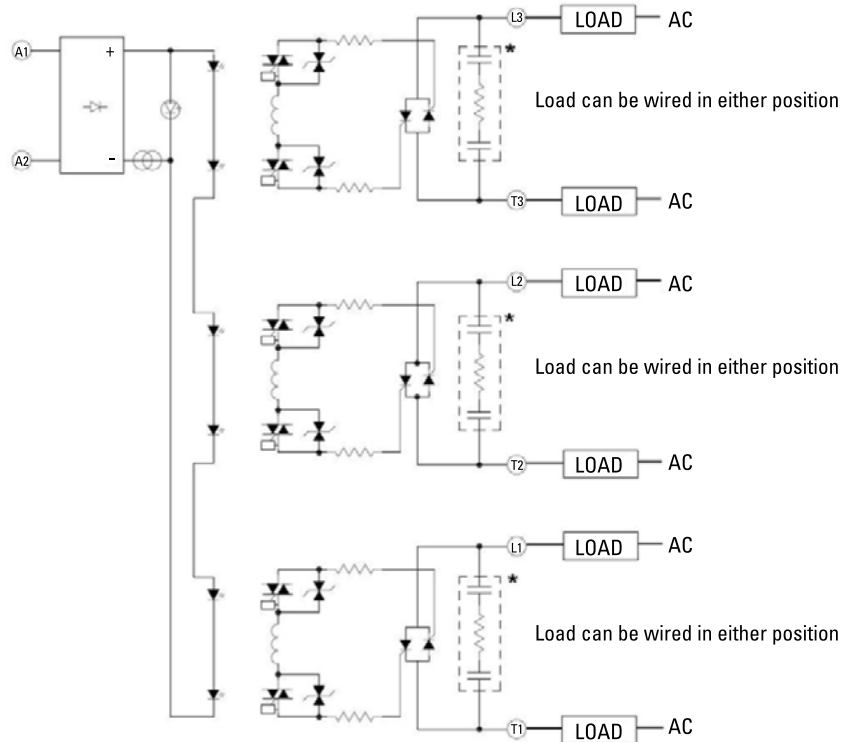 L3 LOAD AC
A1 + *
Load can be wired in either position
A2 -
T3 LOAD AC
L2 LOAD AC
*
Load can be wired in either position
T2 LOAD AC
L1 LOAD AC
*
Load can be wired in either position
T1 LOAD AC